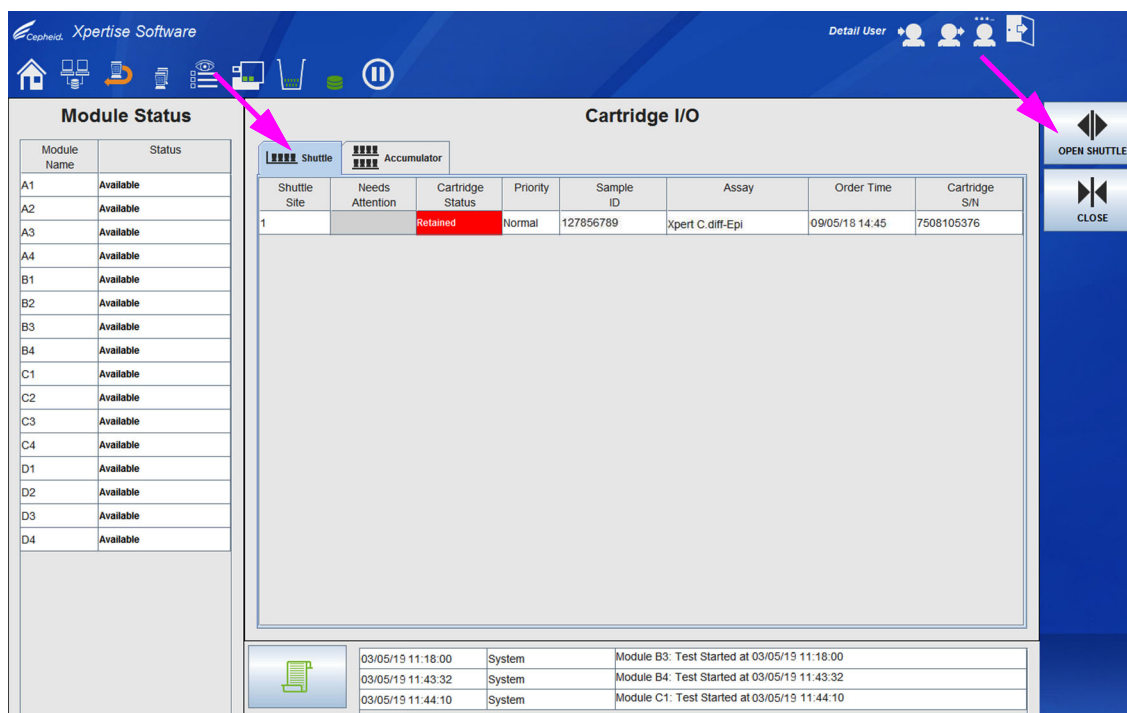 Cepheid. Xpertise Software
Detail User
Module Status
Cartridge I/O
OPEN SHUTTLE
CLOSE
Module Name Status
A1 Available
A2 Available
A3 Available
A4 Available
B1 Available
B2 Available
B3 Available
B4 Available
C1 Available
C2 Available
C3 Available
C4 Available
D1 Available
D2 Available
D3 Available
D4 Available
Shuttle Accumulator
Shuttle Site Needs Attention Cartridge Status Priority Sample ID Assay Order Time Cartridge S/N
1 Retained Normal 127856789 Xpert C.diff-Epi 09/05/18 14:45 7508105376
03/05/19 11:18:00 System Module B3: Test Started at 03/05/19 11:18:00
03/05/19 11:43:32 System Module B4: Test Started at 03/05/19 11:43:32
03/05/19 11:44:10 System Module C1: Test Started at 03/05/19 11:44:10